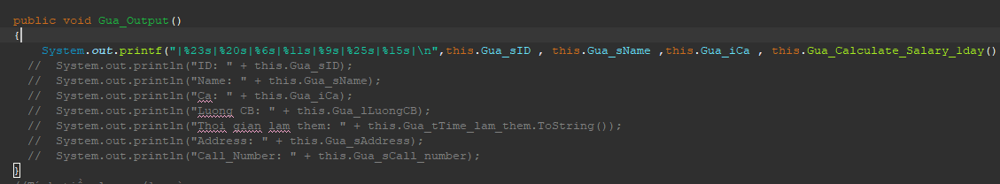 public void Gua_Output()
{
System.out.printf("|%23s|%20s|%6s|%11s|%9s|%25s|%15s|\n",this.Gua_sID , this.Gua_sName ,this.Gua_iCa , this.Gua_Calculate_Salary_1day()
// System.out.println("ID: " + this.Gua_sID);
// System.out.println("Name: " + this.Gua_sName);
// System.out.println("Ca: " + this.Gua_iCa);
// System.out.println("Luong CB: " + this.Gua_lLuongCB);
// System.out.println("Thoi gian lam them: " + this.Gua_tTime_lam_them.ToString());
// System.out.println("Address: " + this.Gua_sAddress);
// System.out.println("Call_Number: " + this.Gua_sCall_number);
}